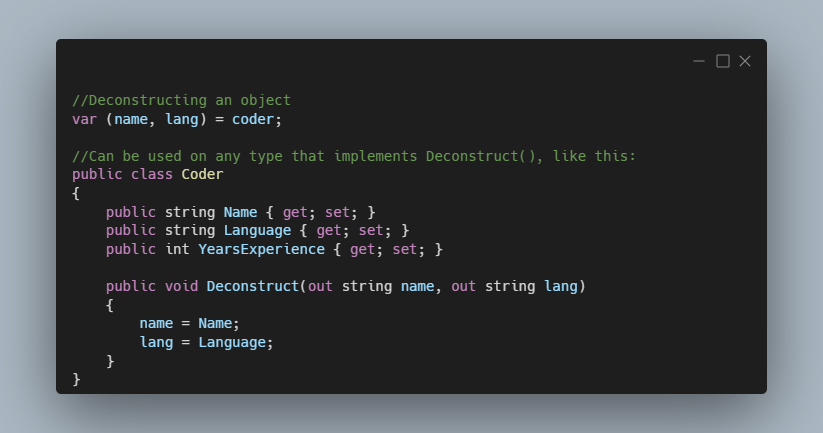 //Deconstructing an object
var (name, lang) = coder;

//Can be used on any type that implements Deconstruct(), like this:
public class Coder
{
    public string Name { get; set; }
    public string Language { get; set; }
    public int YearsExperience { get; set; }

    public void Deconstruct(out string name, out string lang)
    {
        name = Name;
        lang = Language;
    }
}